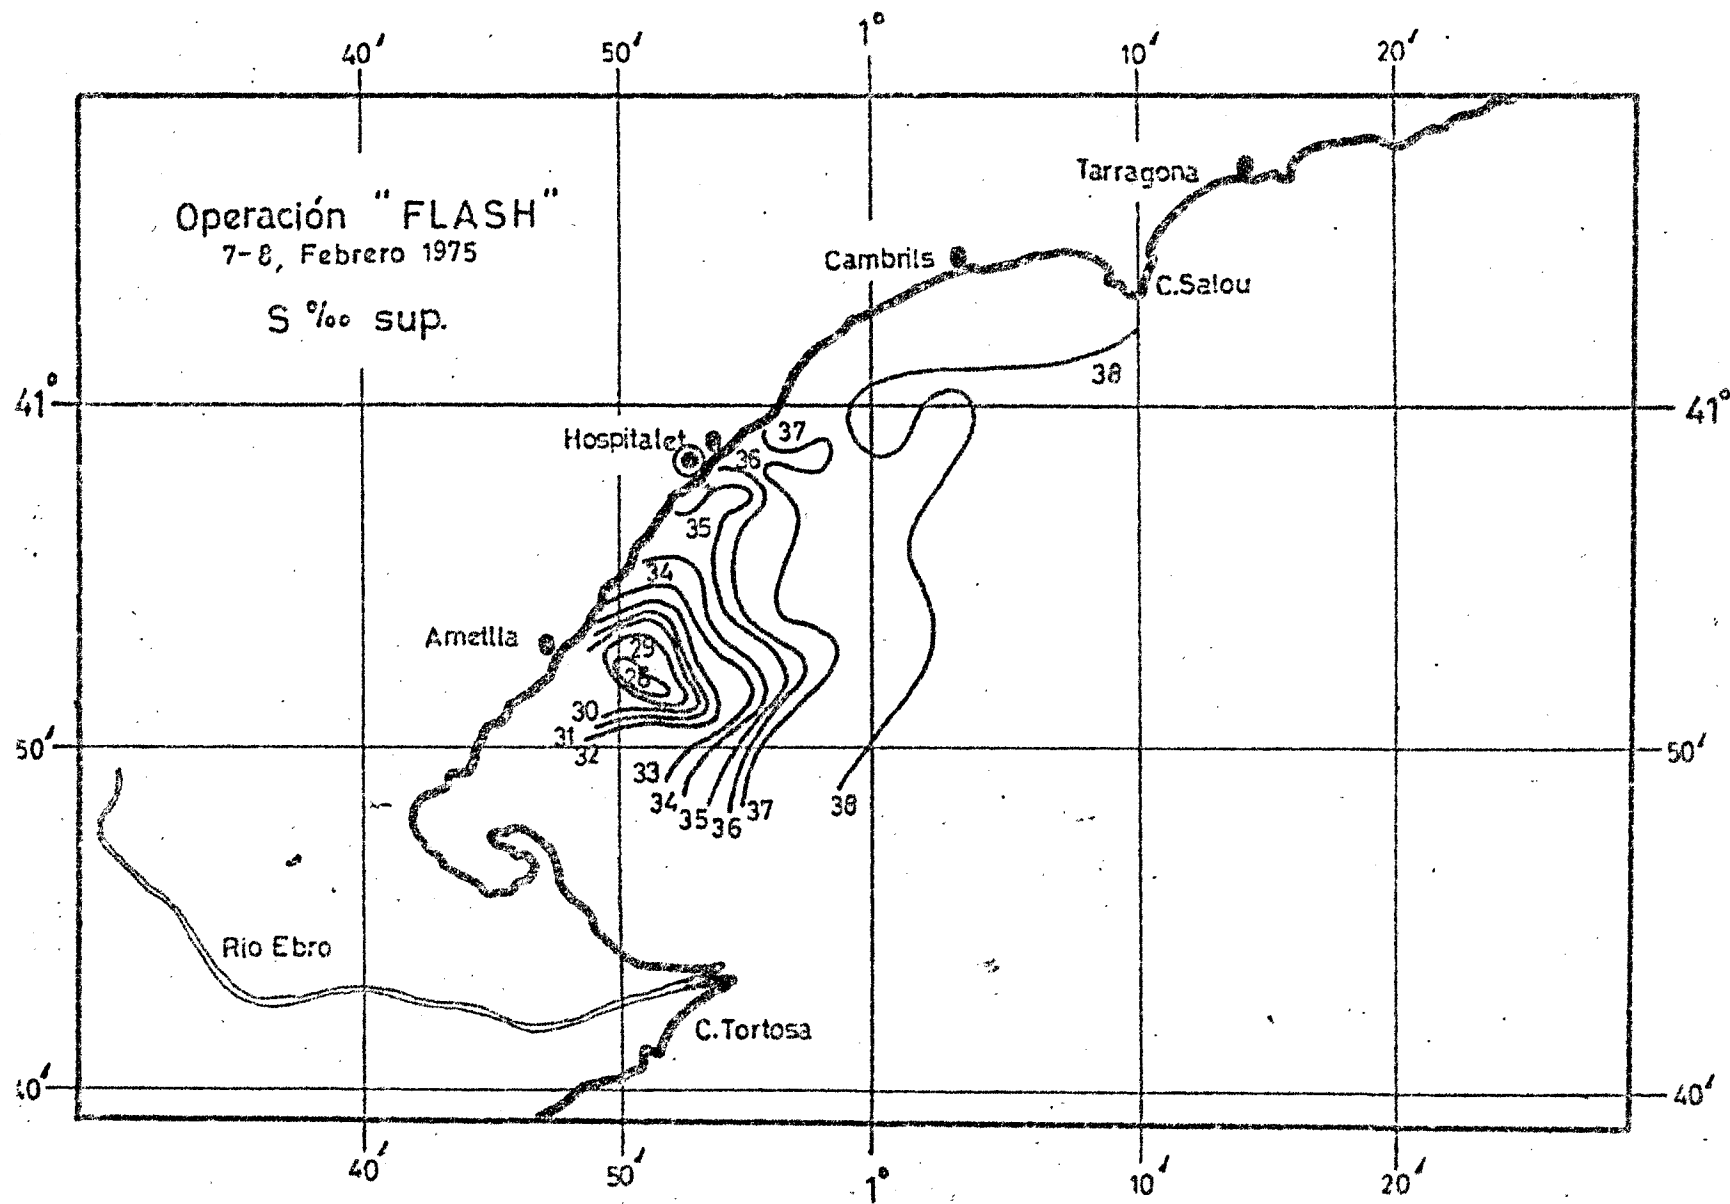 40′ 50′ 1° 10′ 20′
Tarragona
Operación "FLASH"
7-8, Febrero 1975
Cambrils
C.Salou
S ‰ sup.
38
41° 41°
37
Hospitalet
36
35
34
Ametlla
29
28
30
31
32
50′ 50′
33
34
35
36
37
38
Rio Ebro
C.Tortosa
40′ 40′
40′ 50′ 1° 10′ 20′